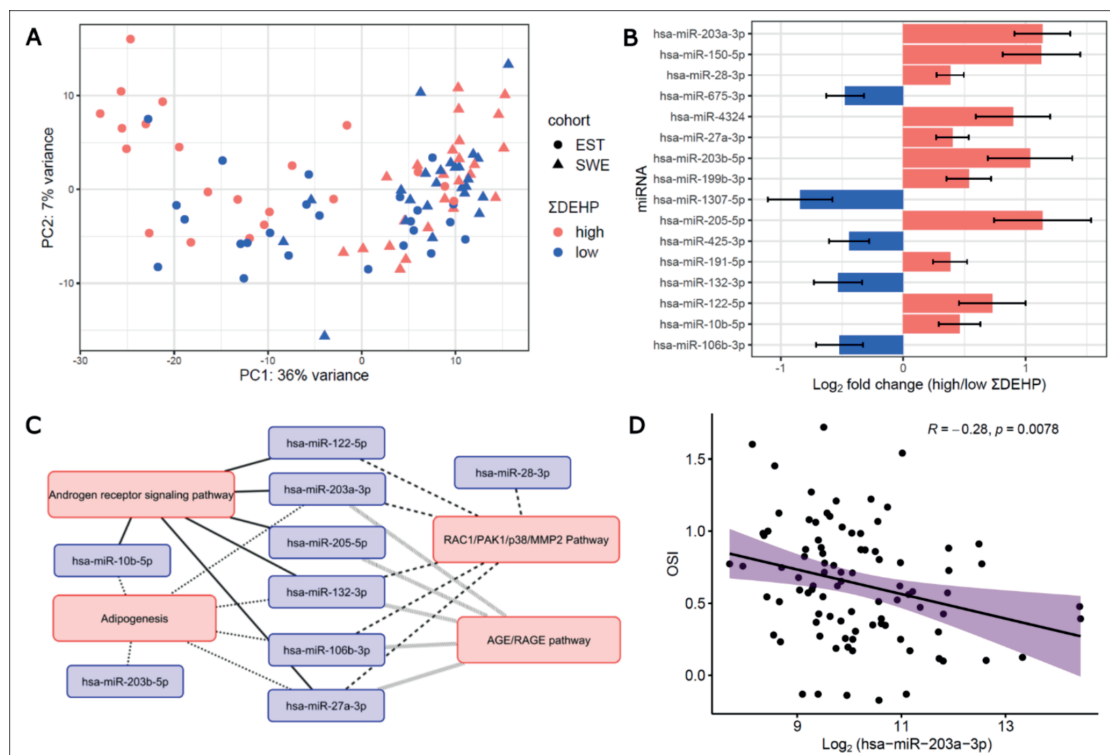 A
10
0
-10
PC2: 7% variance
-30
-20
-10
0
10
PC1: 36% variance
cohort
EST
SWE
ΣDEHP
high
low
B
hsa-miR-203a-3p
hsa-miR-150-5p
hsa-miR-28-3p
hsa-miR-675-3p
hsa-miR-4324
hsa-miR-27a-3p
hsa-miR-203b-5p
hsa-miR-199b-3p
hsa-miR-1307-5p
hsa-miR-205-5p
hsa-miR-425-3p
hsa-miR-191-5p
hsa-miR-132-3p
hsa-miR-122-5p
hsa-miR-10b-5p
hsa-miR-106b-3p
miRNA
-1
0
1
Log₂ fold change (high/low ΣDEHP)
C
hsa-miR-122-5p
hsa-miR-28-3p
Androgen receptor signaling pathway
hsa-miR-203a-3p
hsa-miR-205-5p
RAC1/PAK1/p38/MMP2 Pathway
hsa-miR-10b-5p
hsa-miR-132-3p
Adipogenesis
AGE/RAGE pathway
hsa-miR-106b-3p
hsa-miR-203b-5p
hsa-miR-27a-3p
D
R = −0.28, p = 0.0078
1.5
1.0
0.5
0.0
OSI
9
11
13
Log₂ (hsa−miR−203a−3p)